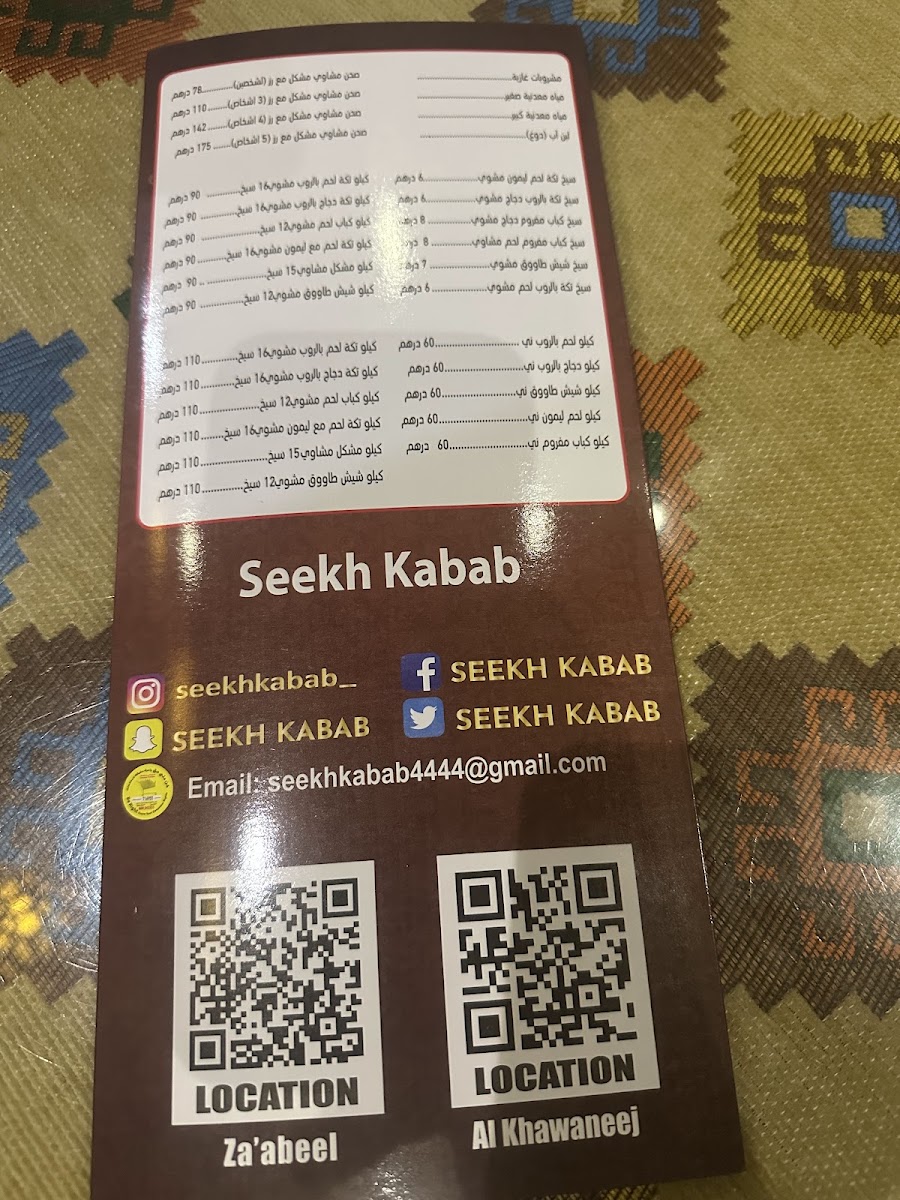 مشروبات غازية
مياه معدنية صغير
مياه معدنية كبير
لبن آب (دوغ)
صحن مشاوي مشكل مع رز (شخصين)............78 درهم
صحن مشاوي مشكل مع رز (3 اشخاص)........110 درهم
صحن مشاوي مشكل مع رز (4 اشخاص)........142 درهم
صحن مشاوي مشكل مع رز (5 اشخاص)....... 175 درهم
سيخ تكة لحم ليمون مشوي....................6 درهم
سيخ تكة بالروب دجاج مشوي....................6 درهم
سيخ كباب مفروم دجاج مشوي................ 8 درهم
سيخ كباب مفروم لحم مشاوي................ 8 درهم
سيخ شيش طاووق مشوي...................... 7 درهم
سيخ تكة بالروب لحم مشوي.................... 6 درهم
كيلو تكة لحم بالروب مشوي16 سيخ............. 90 درهم
كيلو تكة دجاج بالروب مشوي16 سيخ............ 90 درهم
كيلو كباب لحم مشوي12 سيخ................... 90 درهم
كيلو تكة لحم مع ليمون مشوي16 سيخ.......... 90 درهم
كيلو مشكل مشاوي15 سيخ..................... 90 درهم
كيلو شيش طاووق مشوي12 سيخ............... 90 درهم
كيلو لحم بالروب ني............................60 درهم
كيلو دجاج بالروب ني..........................60 درهم
كيلو شيش طاووق ني..........................60 درهم
كيلو لحم ليمون ني.............................60 درهم
كيلو كباب مفروم ني...........................60 درهم
كيلو تكة لحم بالروب مشوي16 سيخ............110 درهم
كيلو تكة دجاج بالروب مشوي16 سيخ...........110 درهم
كيلو كباب لحم مشوي12 سيخ..................110 درهم
كيلو تكة لحم مع ليمون مشوي16 سيخ........110 درهم
كيلو مشكل مشاوي15 سيخ....................110 درهم
كيلو شيش طاووق مشوي12 سيخ..............110 درهم
Seekh Kabab
seekhkabab_
SEEKH KABAB
SEEKH KABAB
SEEKH KABAB
Email: seekhkabab4444@gmail.com
LOCATION
Za'abeel
LOCATION
Al Khawaneej